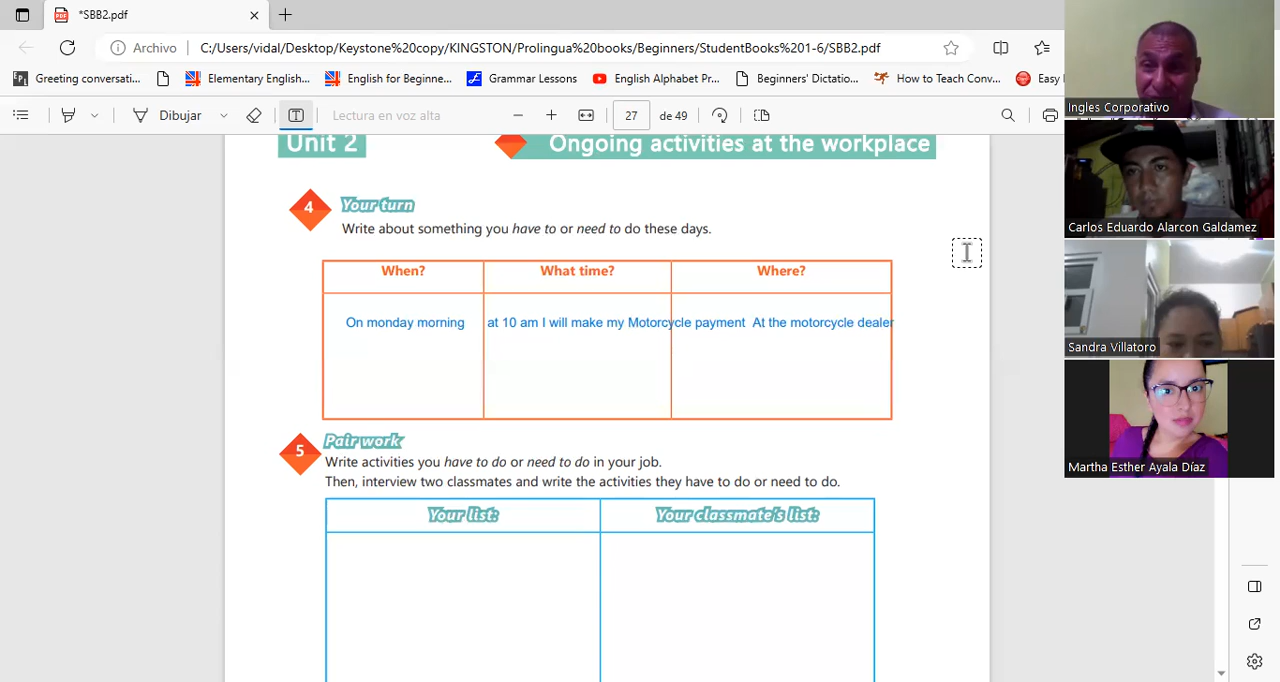 *SBB2.pdf
Archivo C:/Users/vidal/Desktop/Keystone%20copy/KINGSTON/Prolingua%20books/Beginners/StudentBooks%201-6/SBB2.pdf
Greeting conversati... Elementary English... English for Beginne... Grammar Lessons English Alphabet Pr... Beginners' Dictatio... How to Teach Conv... Easy
Dibujar Lectura en voz alta 27 de 49
Unit 2 Ongoing activities at the workplace
4 Your turn
Write about something you have to or need to do these days.
When? What time? Where?
On monday morning at 10 am I will make my Motorcycle payment At the motorcycle dealer
5 Pair work
Write activities you have to do or need to do in your job.
Then, interview two classmates and write the activities they have to do or need to do.
Your list: Your classmate's list:
Ingles Corporativo
Carlos Eduardo Alarcon Galdamez
Sandra Villatoro
Martha Esther Ayala Díaz